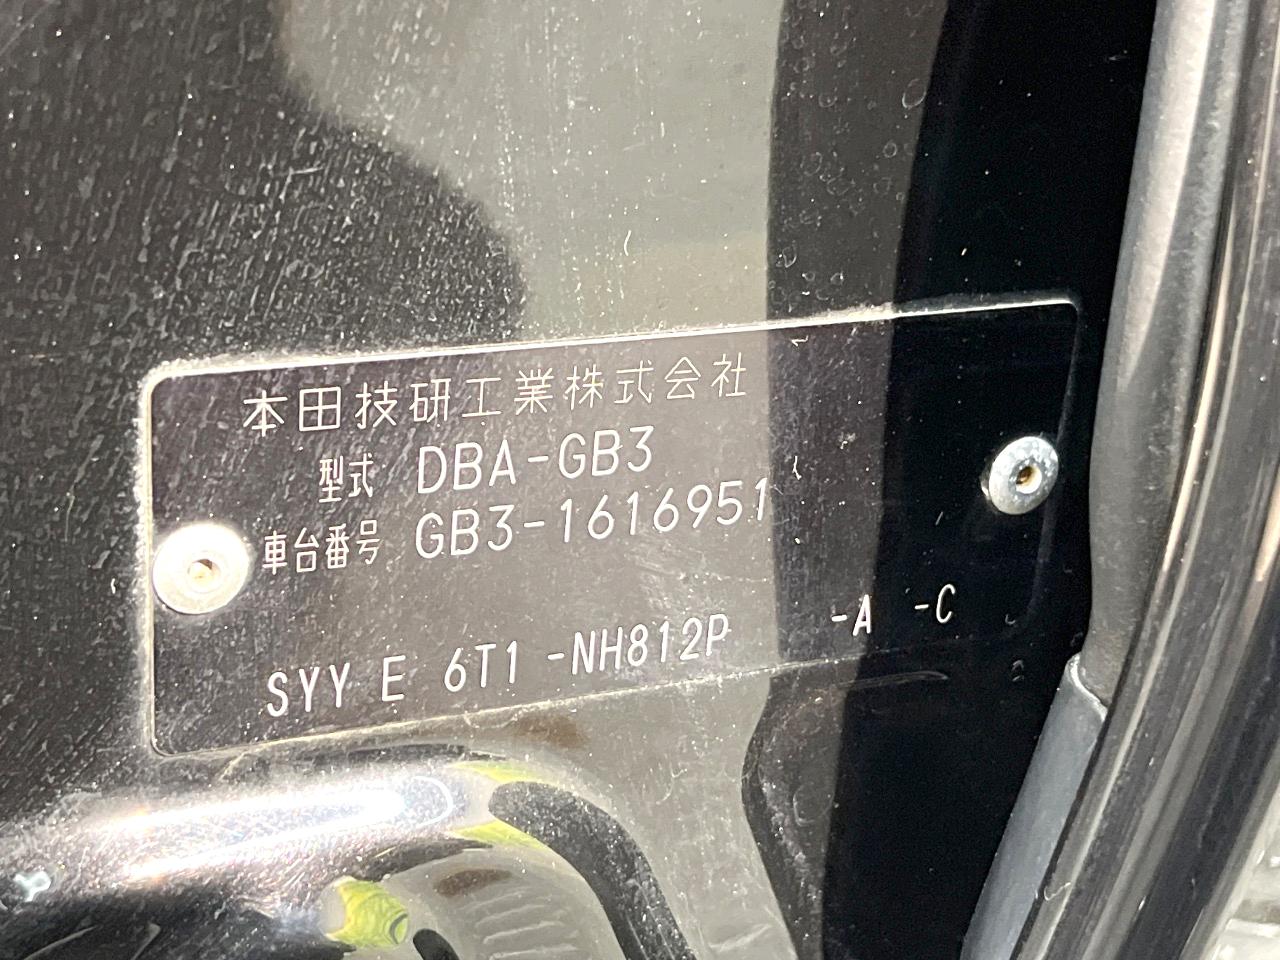 本田技研工業株式会社
型式 DBA-GB3
車台番号 GB3-1616951
SYY E 6T1 -NH812P -A -C